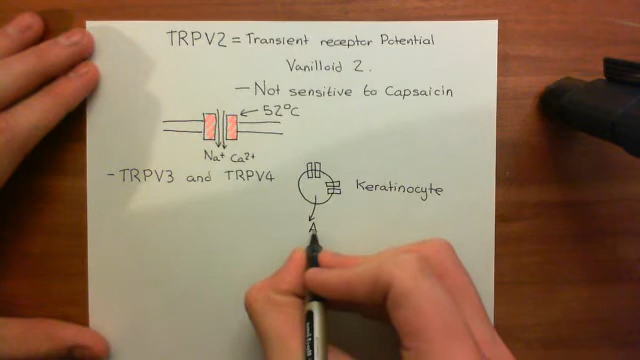 TRPV2 = Transient receptor Potential
Vanilloid 2.
- Not sensitive to Capsaicin
52°C
Na+ Ca2+
- TRPV3 and TRPV4
Keratinocyte
A